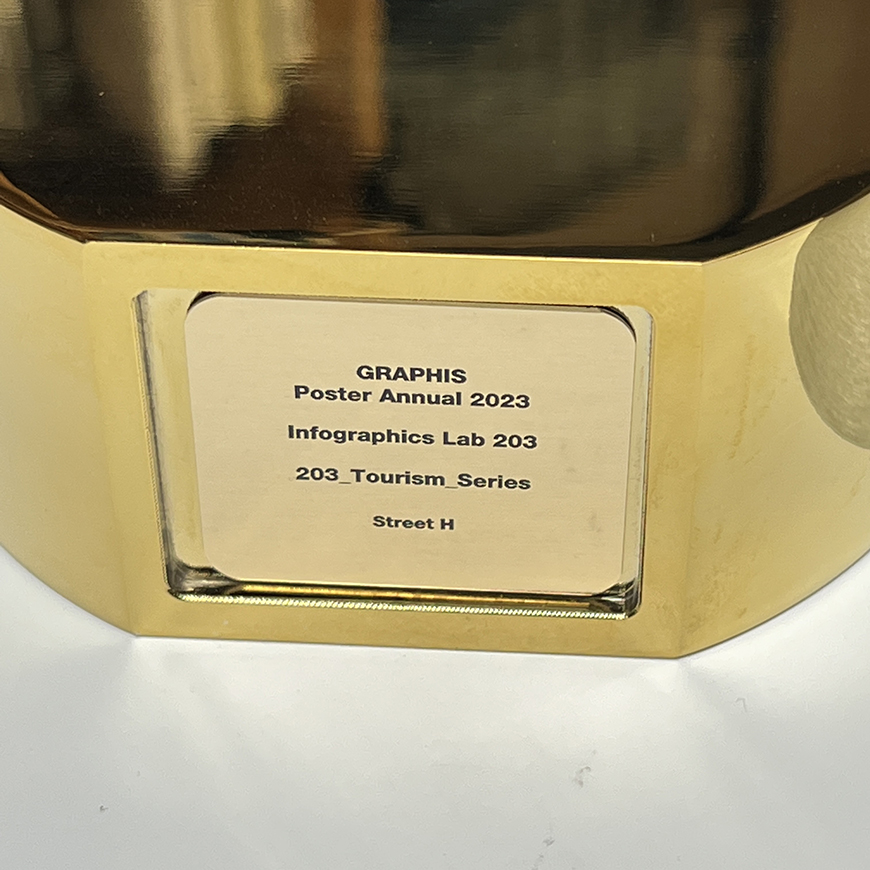 GRAPHIS
Poster Annual 2023
Infographics Lab 203
203_Tourism_Series
Street H